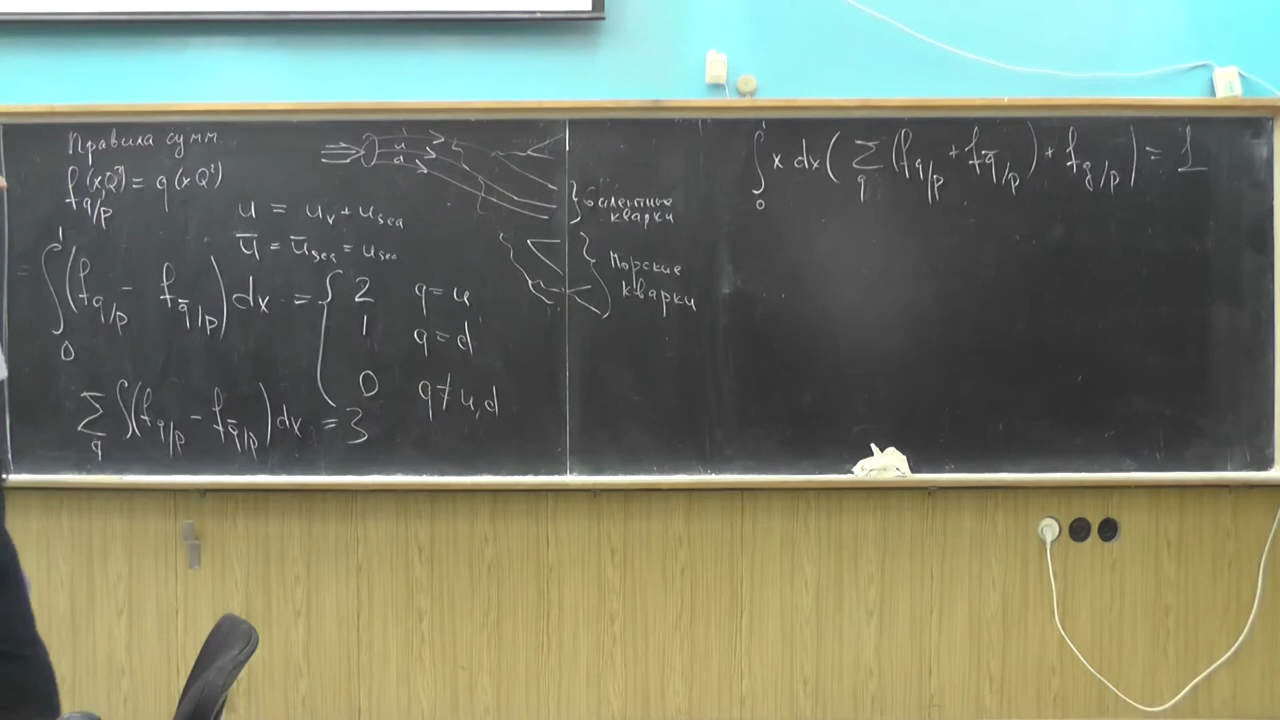 Правила сумм
f_{q/p}(x,Q²) = q(x,Q²)
u = u_v + u_sea
ū = ū_sea = u_sea
∫₀¹ (f_{q/p} - f_{q̄/p}) dx = { 2 q = u
1 q = d
0 q ≠ u,d
Σ_q ∫(f_{q/p} - f_{q̄/p}) dx = 3
u
u
d
} Валентные
кварки
} Морские
кварки
∫₀¹ x dx ( Σ_q (f_{q/p} + f_{q̄/p}) + f_{g/p} ) = 1